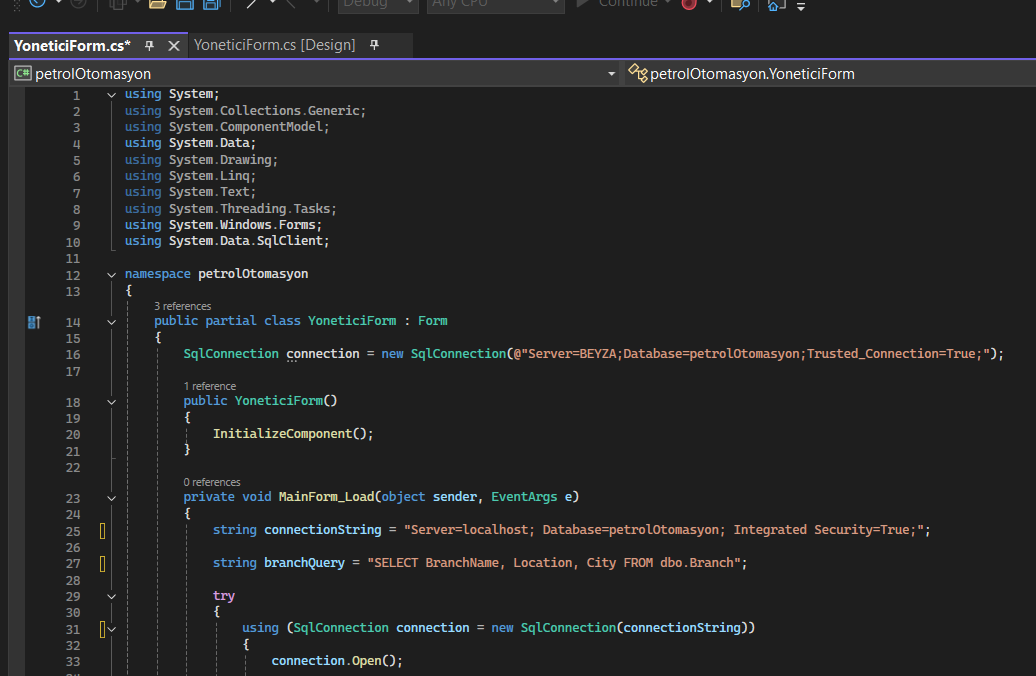 Debug Any CPU Continue
YoneticiForm.cs* YoneticiForm.cs [Design]
C# petrolOtomasyon petrolOtomasyon.YoneticiForm
1 using System;
2 using System.Collections.Generic;
3 using System.ComponentModel;
4 using System.Data;
5 using System.Drawing;
6 using System.Linq;
7 using System.Text;
8 using System.Threading.Tasks;
9 using System.Windows.Forms;
10 using System.Data.SqlClient;
11
12 namespace petrolOtomasyon
13 {
3 references
14 public partial class YoneticiForm : Form
15 {
16 SqlConnection connection = new SqlConnection(@"Server=BEYZA;Database=petrolOtomasyon;Trusted_Connection=True;");
17
1 reference
18 public YoneticiForm()
19 {
20 InitializeComponent();
21 }
22
0 references
23 private void MainForm_Load(object sender, EventArgs e)
24 {
25 string connectionString = "Server=localhost; Database=petrolOtomasyon; Integrated Security=True;";
26
27 string branchQuery = "SELECT BranchName, Location, City FROM dbo.Branch";
28
29 try
30 {
31 using (SqlConnection connection = new SqlConnection(connectionString))
32 {
33 connection.Open();